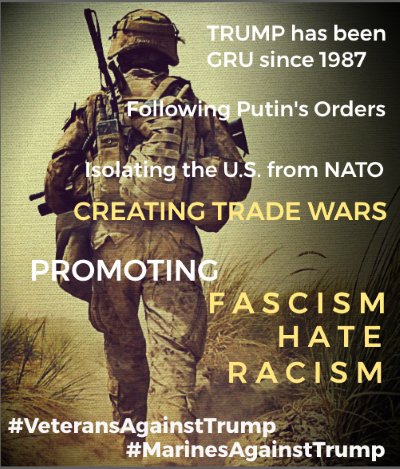 TRUMP has been
GRU since 1987
Following Putin's Orders
Isolating the U.S. from NATO
CREATING TRADE WARS
PROMOTING
FASCISM
HATE
RACISM
#VeteransAgainstTrump
#MarinesAgainstTrump